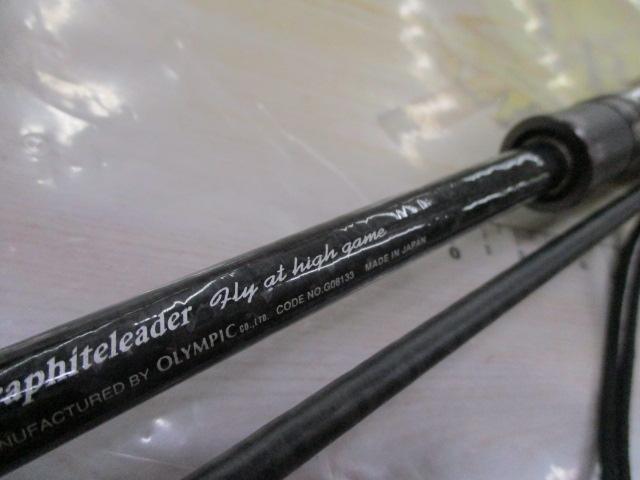 raphiteleader Fly at high game
NUFACTURED BY OLYMPIC CO.,LTD. CODE NO.G08133 MADE IN JAPAN